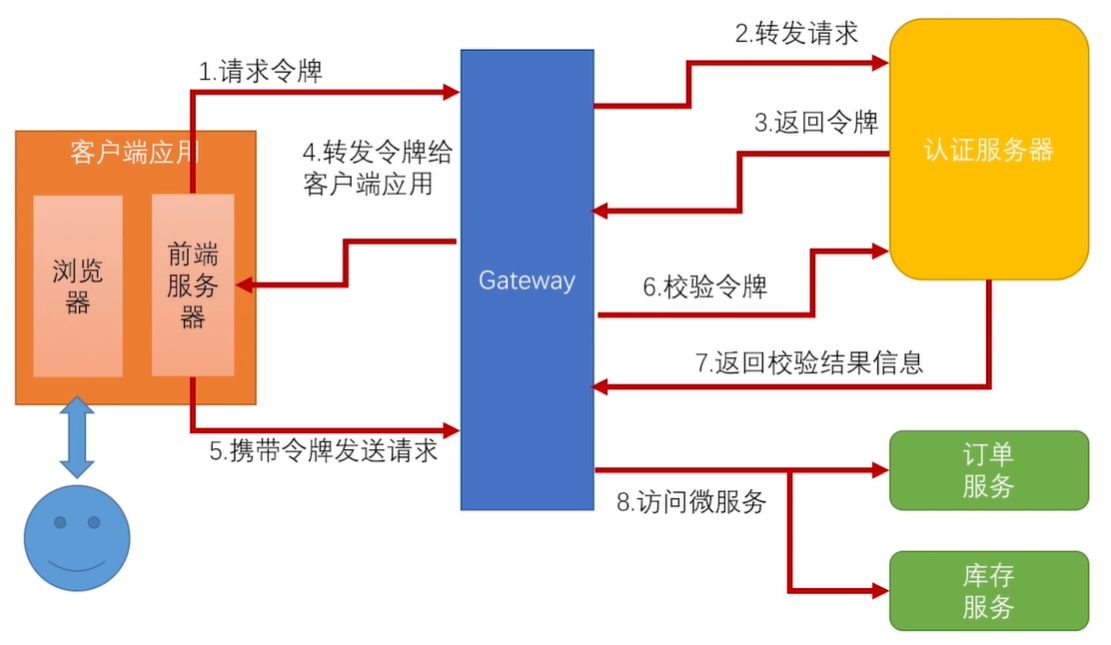 2.转发请求
1.请求令牌
3.返回令牌
客户端应用
4.转发令牌给
客户端应用
认证服务器
浏览
器
前端
服务
器
Gateway
6.校验令牌
7.返回校验结果信息
5.携带令牌发送请求
8.访问微服务
订单
服务
库存
服务